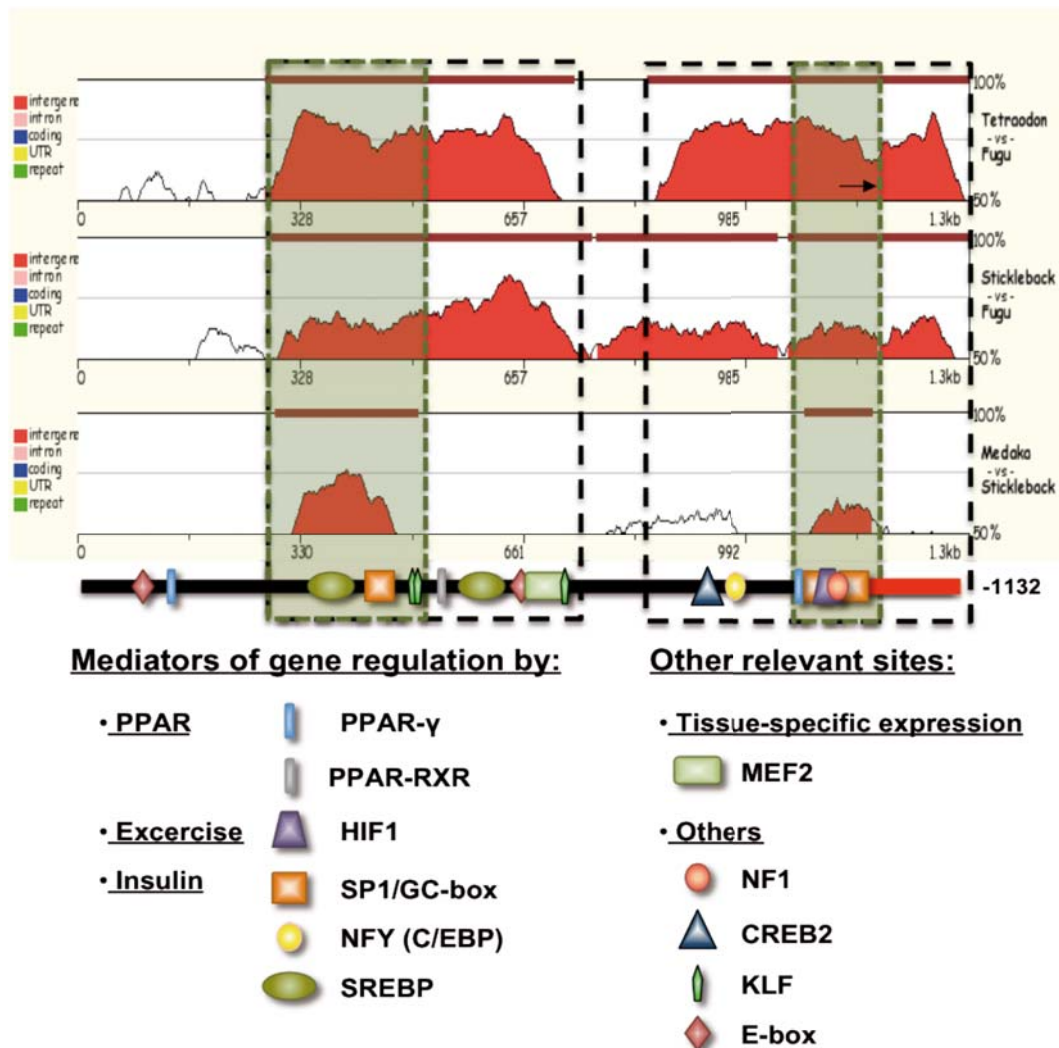 intergere
intron
coding
UTR
repeat
100%
Tetraodon
- vs -
Fugu
50%
0 328 657 985 1.3kb
intergere
intron
coding
UTR
repeat
100%
Stickleback
- vs -
Fugu
50%
0 328 657 985 1.3kb
intergere
intron
coding
UTR
repeat
100%
Medaka
- vs -
Stickleback
50%
0 330 661 992 1.3kb
-1132
Mediators of gene regulation by:
· PPAR
PPAR-γ
PPAR-RXR
· Excercise
HIF1
· Insulin
SP1/GC-box
NFY (C/EBP)
SREBP
Other relevant sites:
· Tissue-specific expression
MEF2
· Others
NF1
CREB2
KLF
E-box